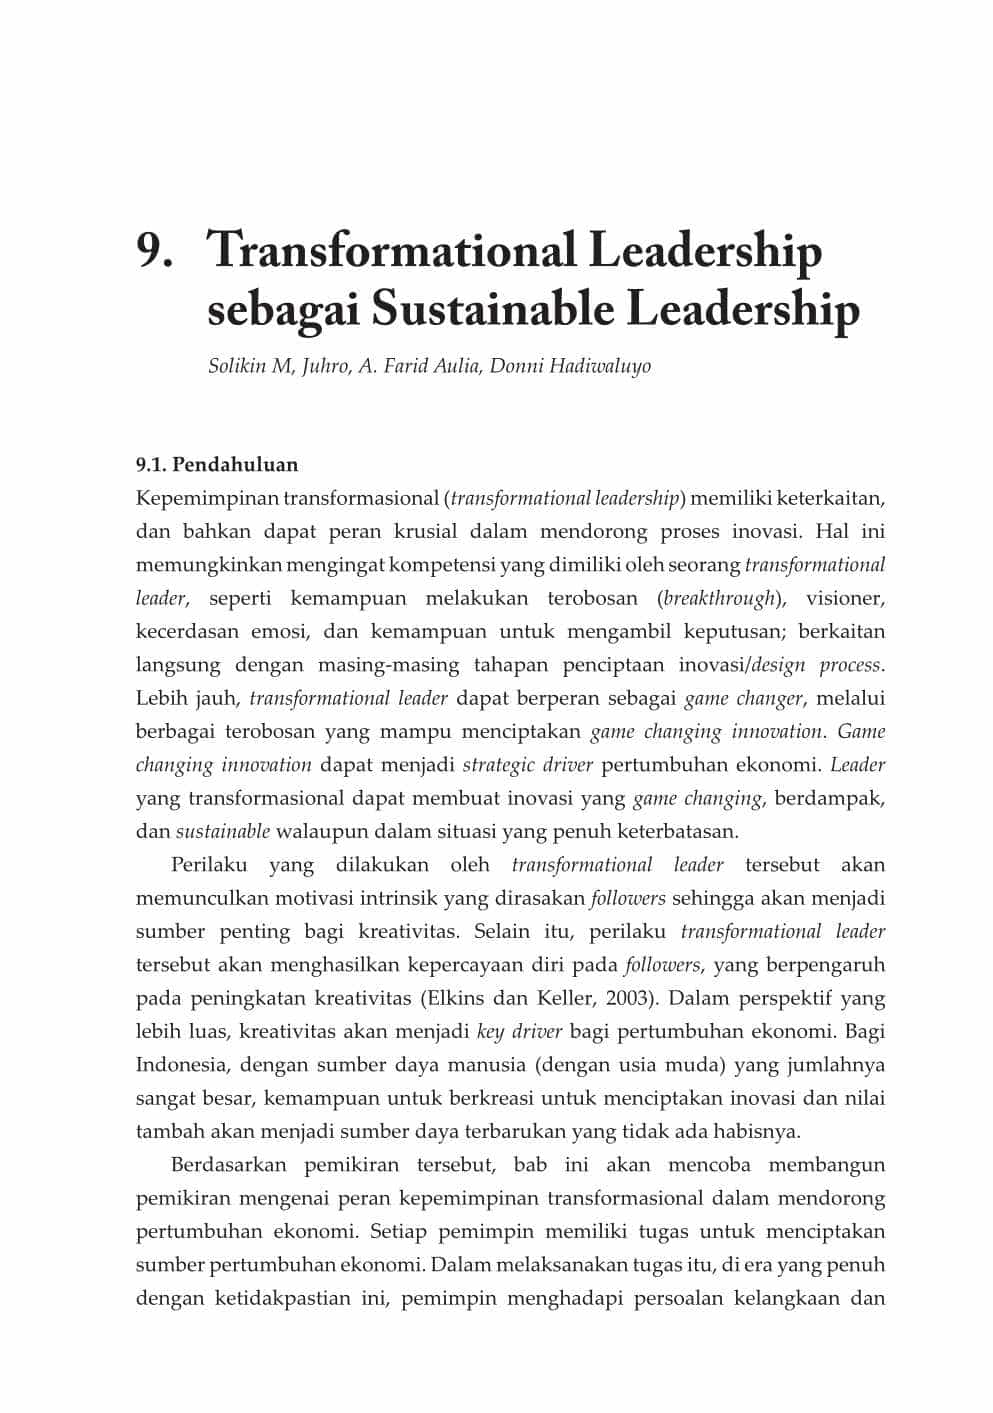 9. Transformational Leadership
sebagai Sustainable Leadership
Solikin M, Juhro, A. Farid Aulia, Donni Hadiwaluyo
9.1. Pendahuluan
Kepemimpinan transformasional (transformational leadership) memiliki keterkaitan,
dan bahkan dapat peran krusial dalam mendorong proses inovasi. Hal ini
memungkinkan mengingat kompetensi yang dimiliki oleh seorang transformational
leader, seperti kemampuan melakukan terobosan (breakthrough), visioner,
kecerdasan emosi, dan kemampuan untuk mengambil keputusan; berkaitan
langsung dengan masing-masing tahapan penciptaan inovasi/design process.
Lebih jauh, transformational leader dapat berperan sebagai game changer, melalui
berbagai terobosan yang mampu menciptakan game changing innovation. Game
changing innovation dapat menjadi strategic driver pertumbuhan ekonomi. Leader
yang transformasional dapat membuat inovasi yang game changing, berdampak,
dan sustainable walaupun dalam situasi yang penuh keterbatasan.
Perilaku yang dilakukan oleh transformational leader tersebut akan
memunculkan motivasi intrinsik yang dirasakan followers sehingga akan menjadi
sumber penting bagi kreativitas. Selain itu, perilaku transformational leader
tersebut akan menghasilkan kepercayaan diri pada followers, yang berpengaruh
pada peningkatan kreativitas (Elkins dan Keller, 2003). Dalam perspektif yang
lebih luas, kreativitas akan menjadi key driver bagi pertumbuhan ekonomi. Bagi
Indonesia, dengan sumber daya manusia (dengan usia muda) yang jumlahnya
sangat besar, kemampuan untuk berkreasi untuk menciptakan inovasi dan nilai
tambah akan menjadi sumber daya terbarukan yang tidak ada habisnya.
Berdasarkan pemikiran tersebut, bab ini akan mencoba membangun
pemikiran mengenai peran kepemimpinan transformasional dalam mendorong
pertumbuhan ekonomi. Setiap pemimpin memiliki tugas untuk menciptakan
sumber pertumbuhan ekonomi. Dalam melaksanakan tugas itu, di era yang penuh
dengan ketidakpastian ini, pemimpin menghadapi persoalan kelangkaan dan